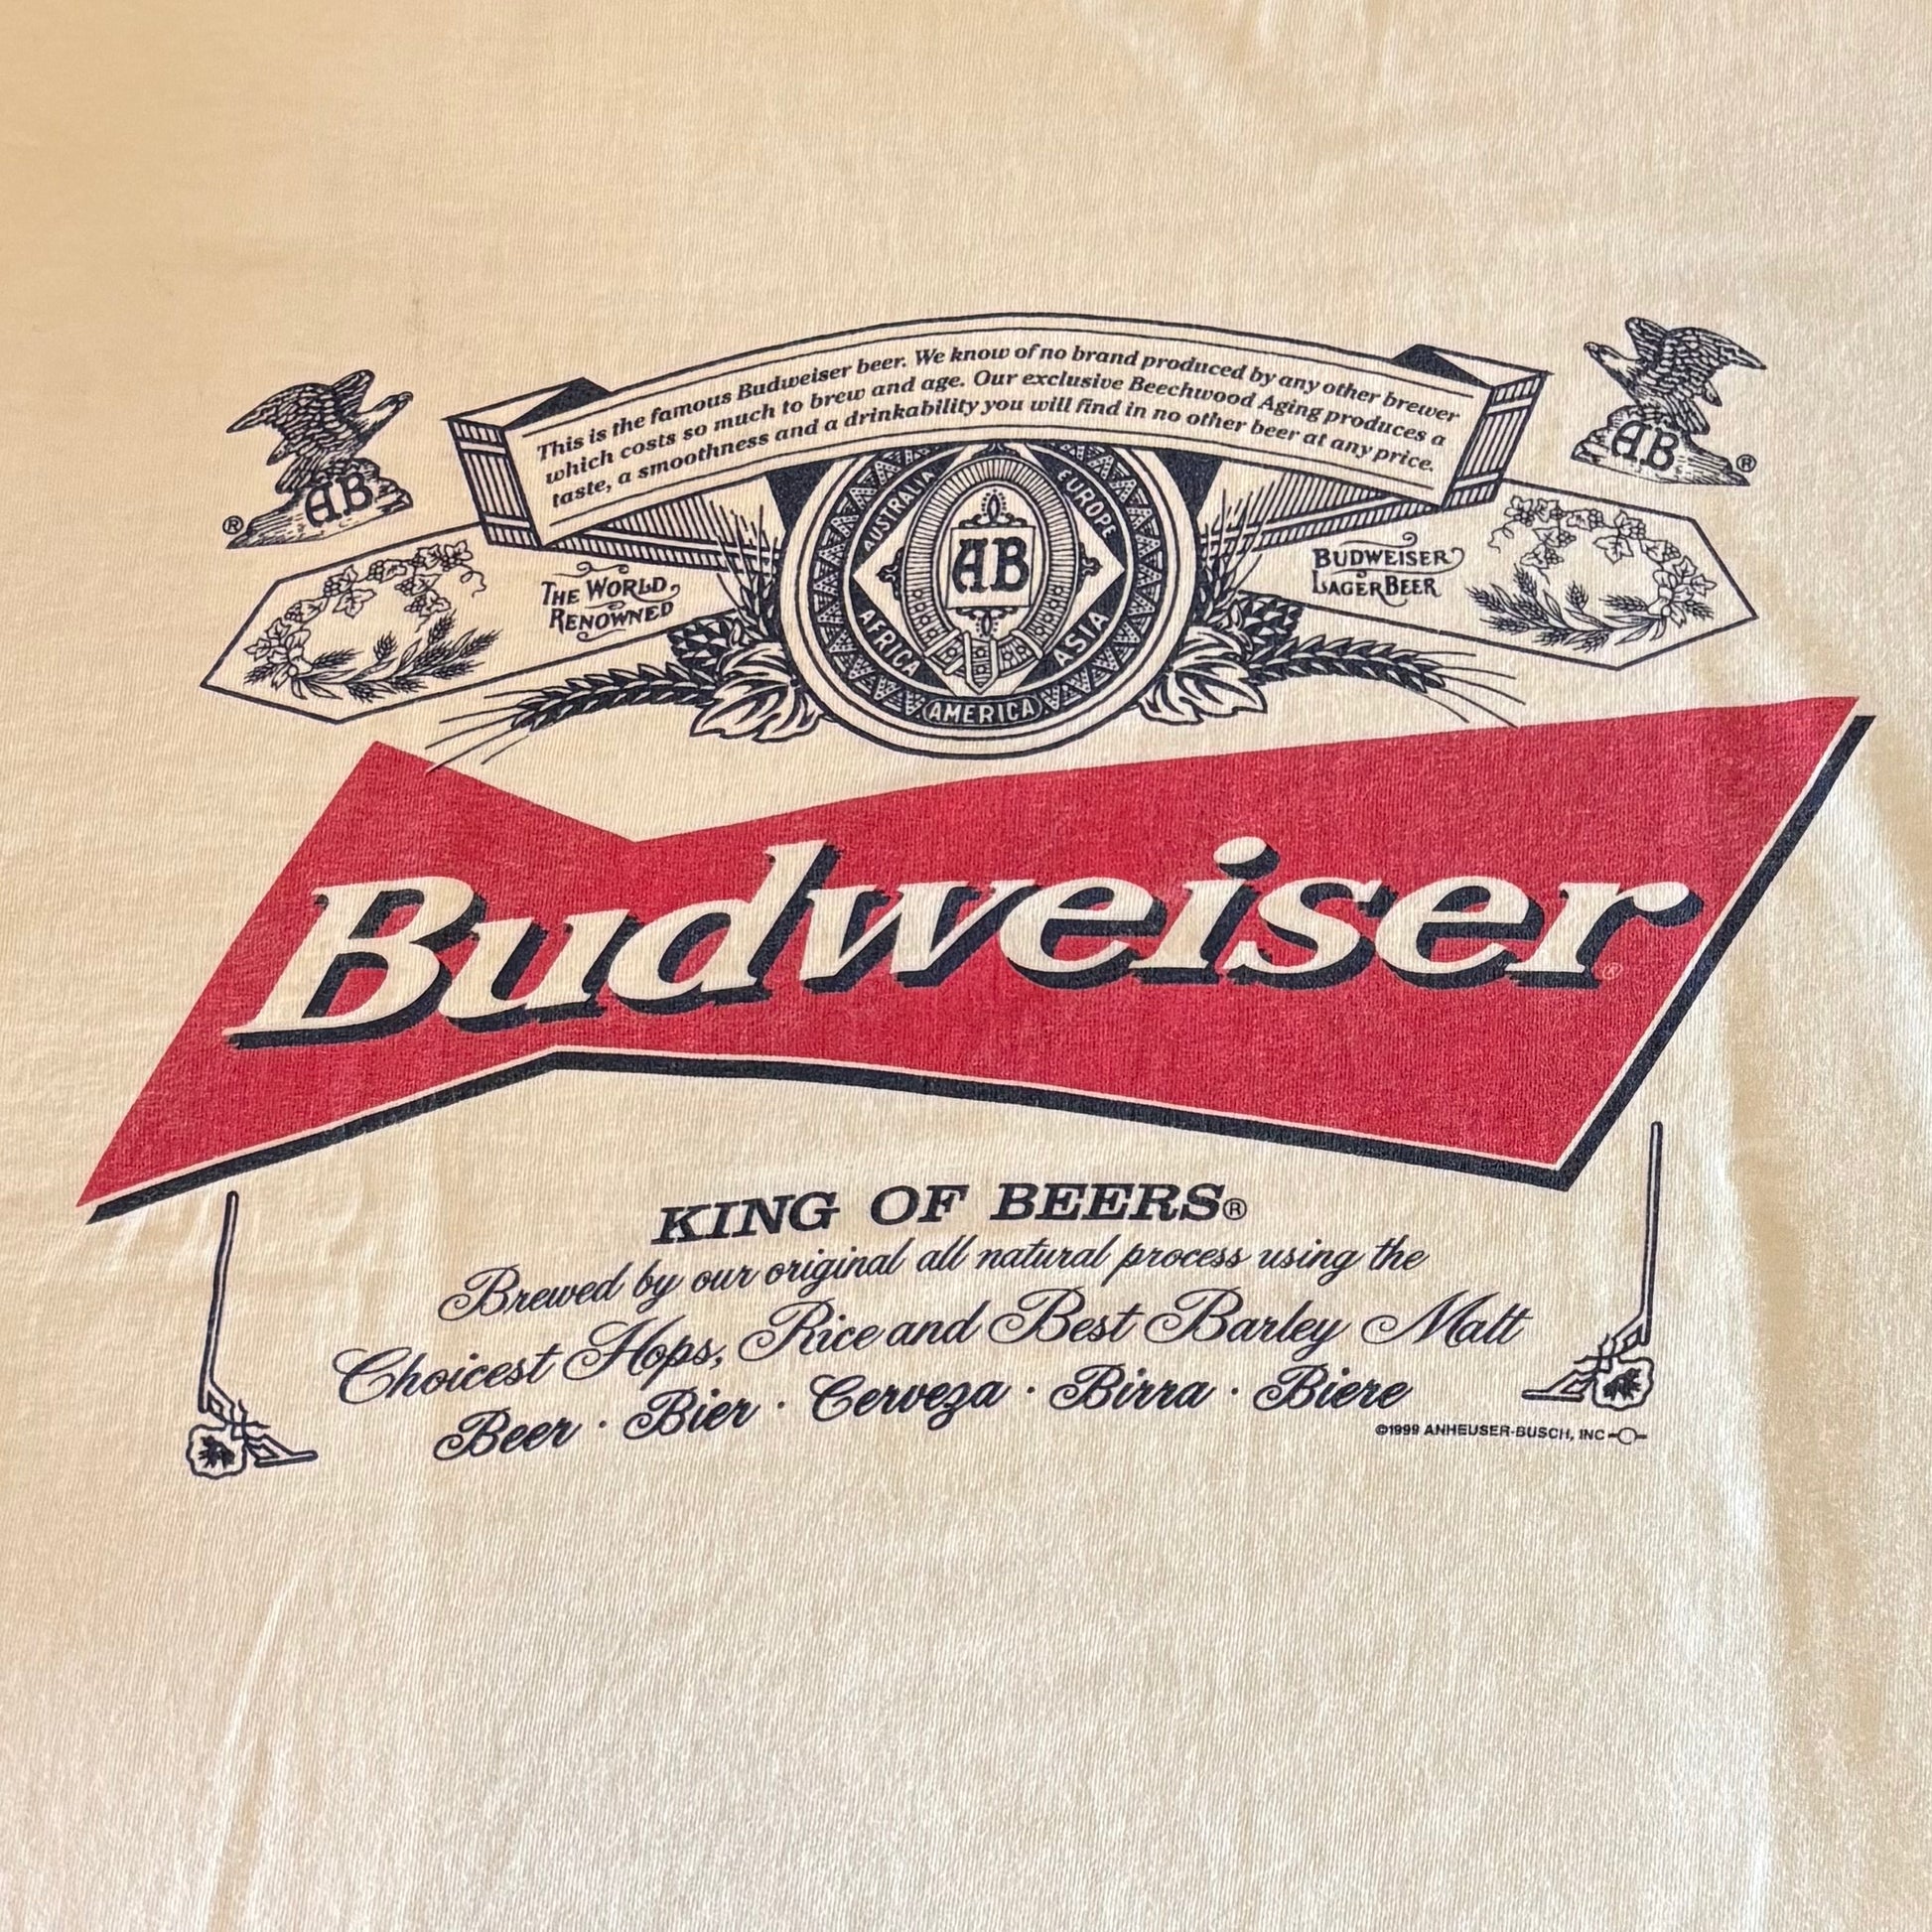 This is the famous Budweiser beer. We know of no brand produced by any other brewer
which costs so much to brew and age. Our exclusive Beechwood Aging produces a
taste, a smoothness and a drinkability you will find in no other beer at any price.
AB
®
AB
®
THE WORLD
RENOWNED
AUSTRALIA
EUROPE
AB
AFRICA
ASIA
AMERICA
BUDWEISER
LAGER BEER
Budweiser®
KING OF BEERS®
Brewed by our original all natural process using the
Choicest Hops, Rice and Best Barley Malt
Beer · Bier · Cerveza · Birra · Biere
©1999 ANHEUSER-BUSCH, INC